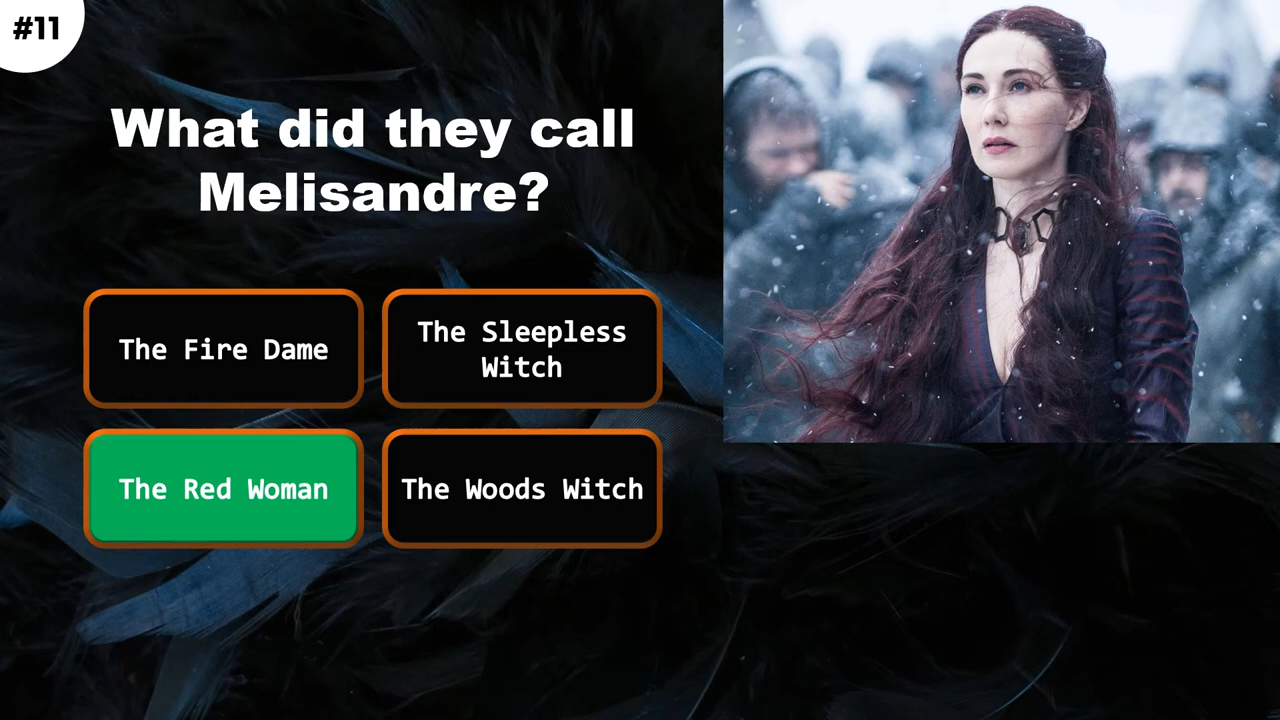 #11
What did they call
Melisandre?
The Fire Dame
The Sleepless
Witch
The Red Woman
The Woods Witch